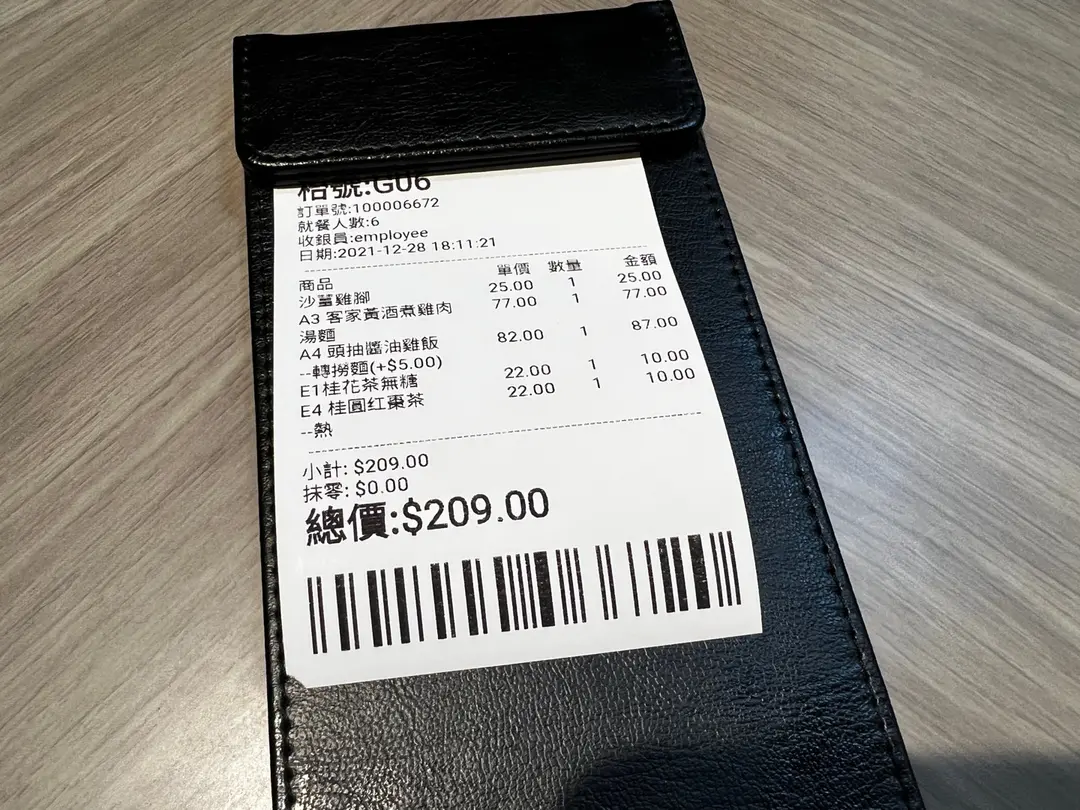 枱號:G06
訂單號:100006672
就餐人數:6
收銀員:employee
日期:2021-12-28 18:11:21
商品 單價 數量 金額
沙薑雞腳 25.00 1 25.00
A3 客家黃酒煮雞肉 77.00 1 77.00
湯麵
A4 頭抽醬油雞飯 82.00 1 87.00
--轉撈麵(+$5.00)
E1桂花茶無糖 22.00 1 10.00
E4 桂圓红棗茶 22.00 1 10.00
--熱
小計: $209.00
抹零: $0.00
總價:$209.00